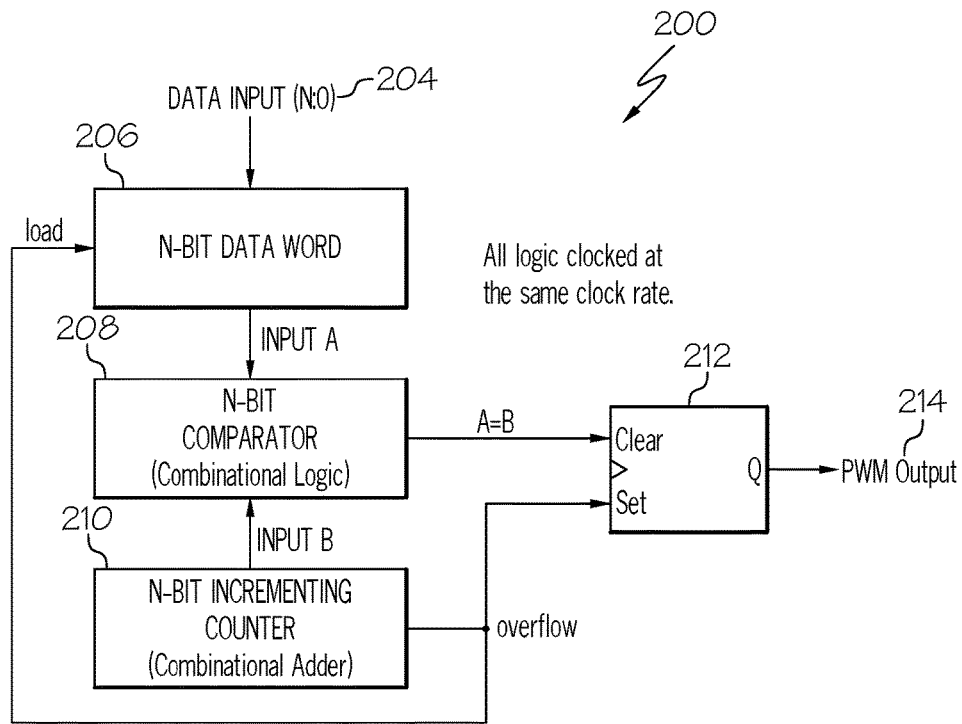 200
DATA INPUT (N:0) 204
206
load
N-BIT DATA WORD
All logic clocked at
the same clock rate.
INPUT A
208
212
N-BIT
COMPARATOR
(Combinational Logic)
A=B
Clear
Set
Q
214
PWM Output
INPUT B
210
N-BIT INCREMENTING
COUNTER
(Combinational Adder)
overflow